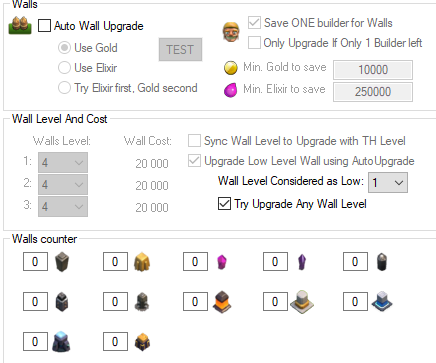 Walls
Auto Wall Upgrade
Save ONE builder for Walls
Use Gold
TEST
Only Upgrade If Only 1 Builder left
Use Elixir
Min. Gold to save 10000
Try Elixir first, Gold second
Min. Elixir to save 250000
Wall Level And Cost
Walls Level: Wall Cost:
Sync Wall Level to Upgrade with TH Level
1: 4 20 000
Upgrade Low Level Wall using AutoUpgrade
2: 4 20 000
Wall Level Considered as Low: 1
3: 4 20 000
Try Upgrade Any Wall Level
Walls counter
0 0 0 0 0
0 0 0 0 0
0 0